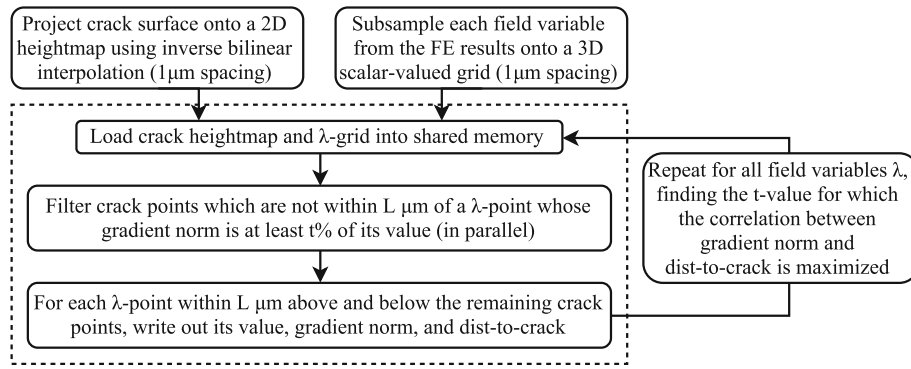 Project crack surface onto a 2D
heightmap using inverse bilinear
interpolation (1μm spacing)
Subsample each field variable
from the FE results onto a 3D
scalar-valued grid (1μm spacing)
Load crack heightmap and λ-grid into shared memory
Filter crack points which are not within L μm of a λ-point whose
gradient norm is at least t% of its value (in parallel)
For each λ-point within L μm above and below the remaining crack
points, write out its value, gradient norm, and dist-to-crack
Repeat for all field variables λ,
finding the t-value for which
the correlation between
gradient norm and
dist-to-crack is maximized